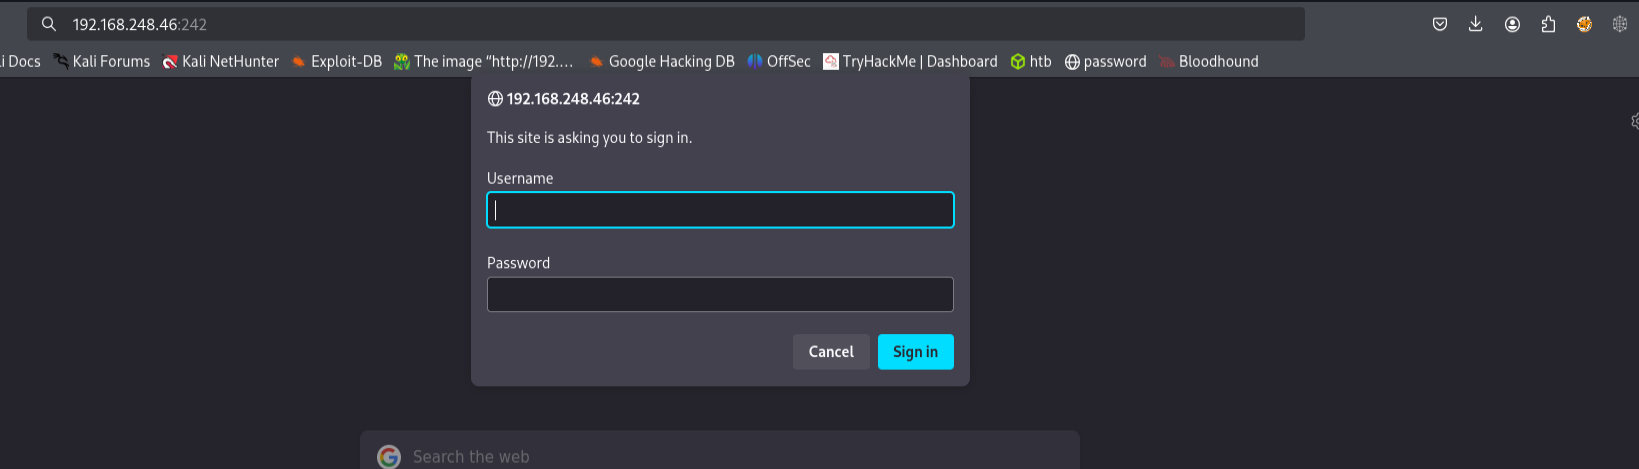 192.168.248.46:242
i Docs Kali Forums Kali NetHunter Exploit-DB The image “http://192.... Google Hacking DB OffSec TryHackMe | Dashboard htb password Bloodhound
192.168.248.46:242
This site is asking you to sign in.
Username
Password
Cancel Sign in
Search the web